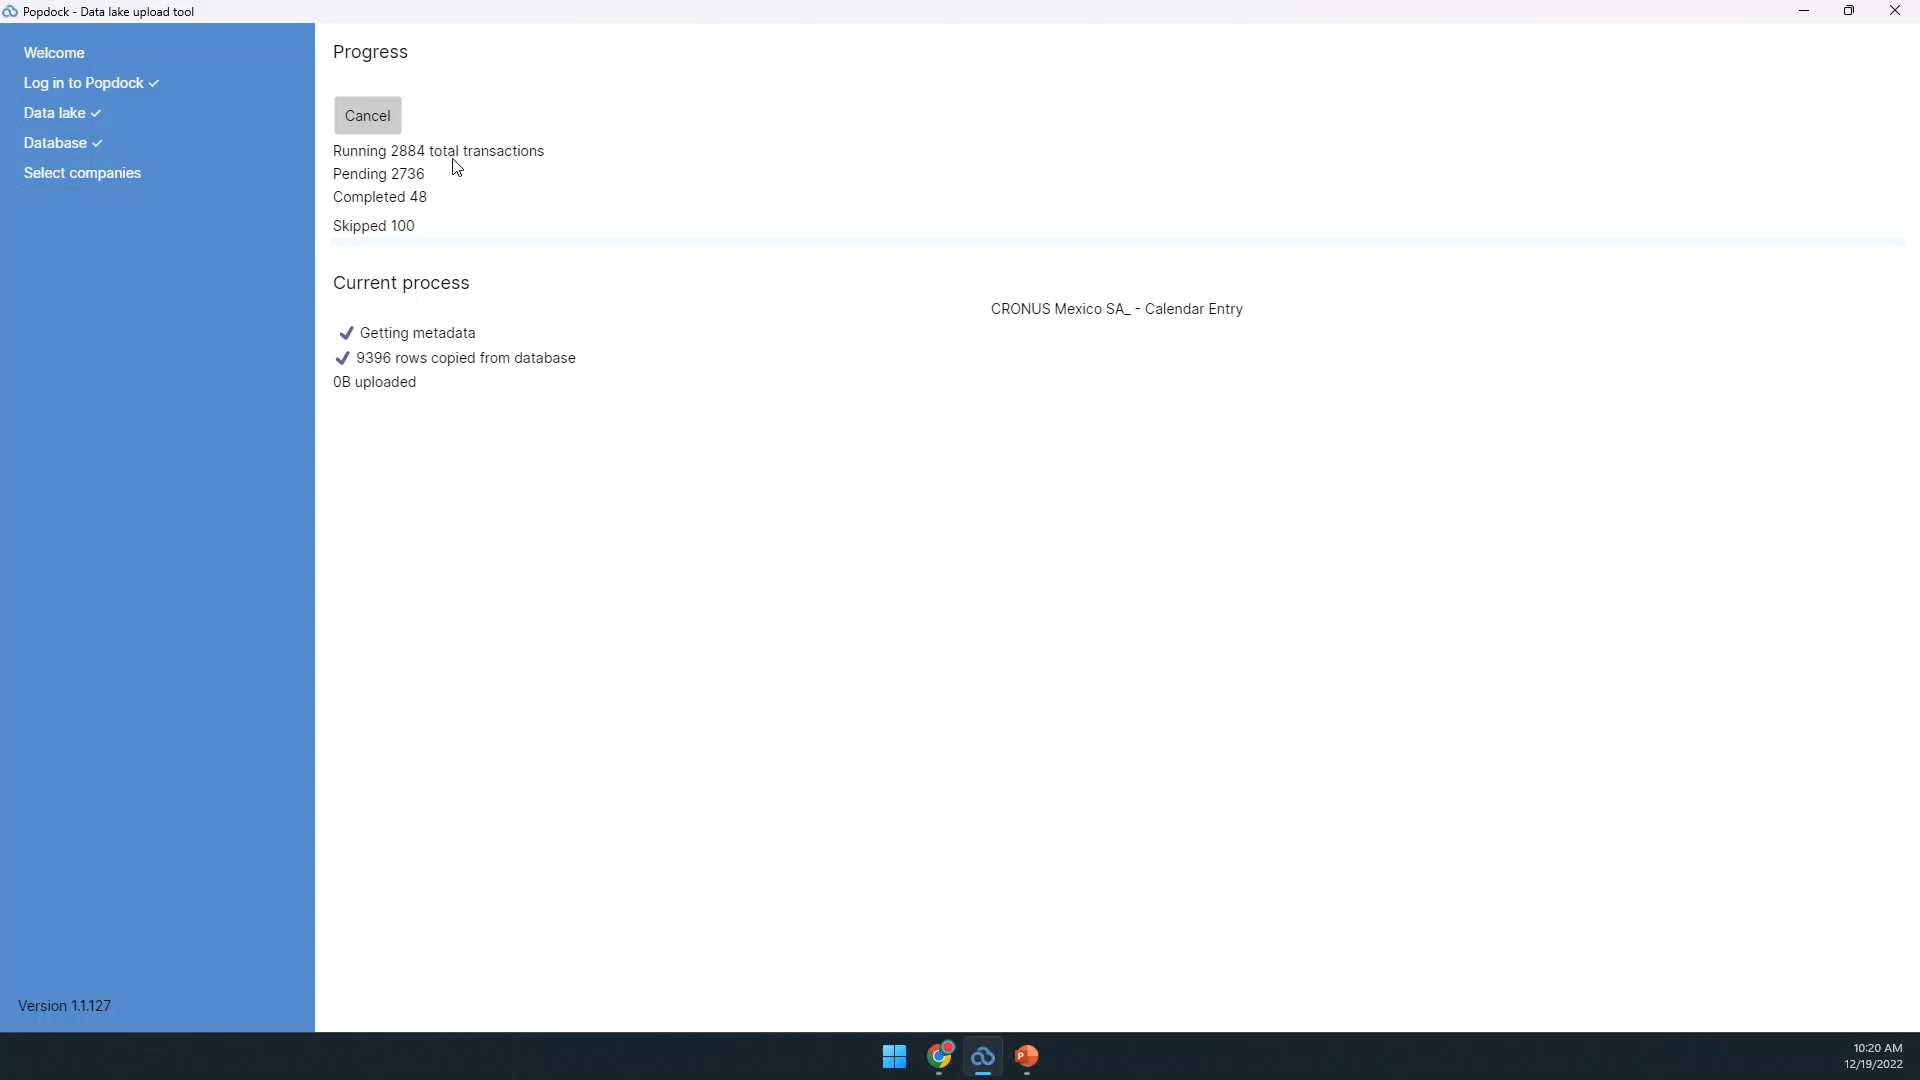 Popdock - Data lake upload tool
Welcome
Log in to Popdock
Data lake
Database
Select companies
Version 1.1.127
Progress
Cancel
Running 2884 total transactions
Pending 2736
Completed 48
Skipped 100
Current process
CRONUS Mexico SA_ - Calendar Entry
Getting metadata
9396 rows copied from database
0B uploaded
P
10:20 AM
12/19/2022